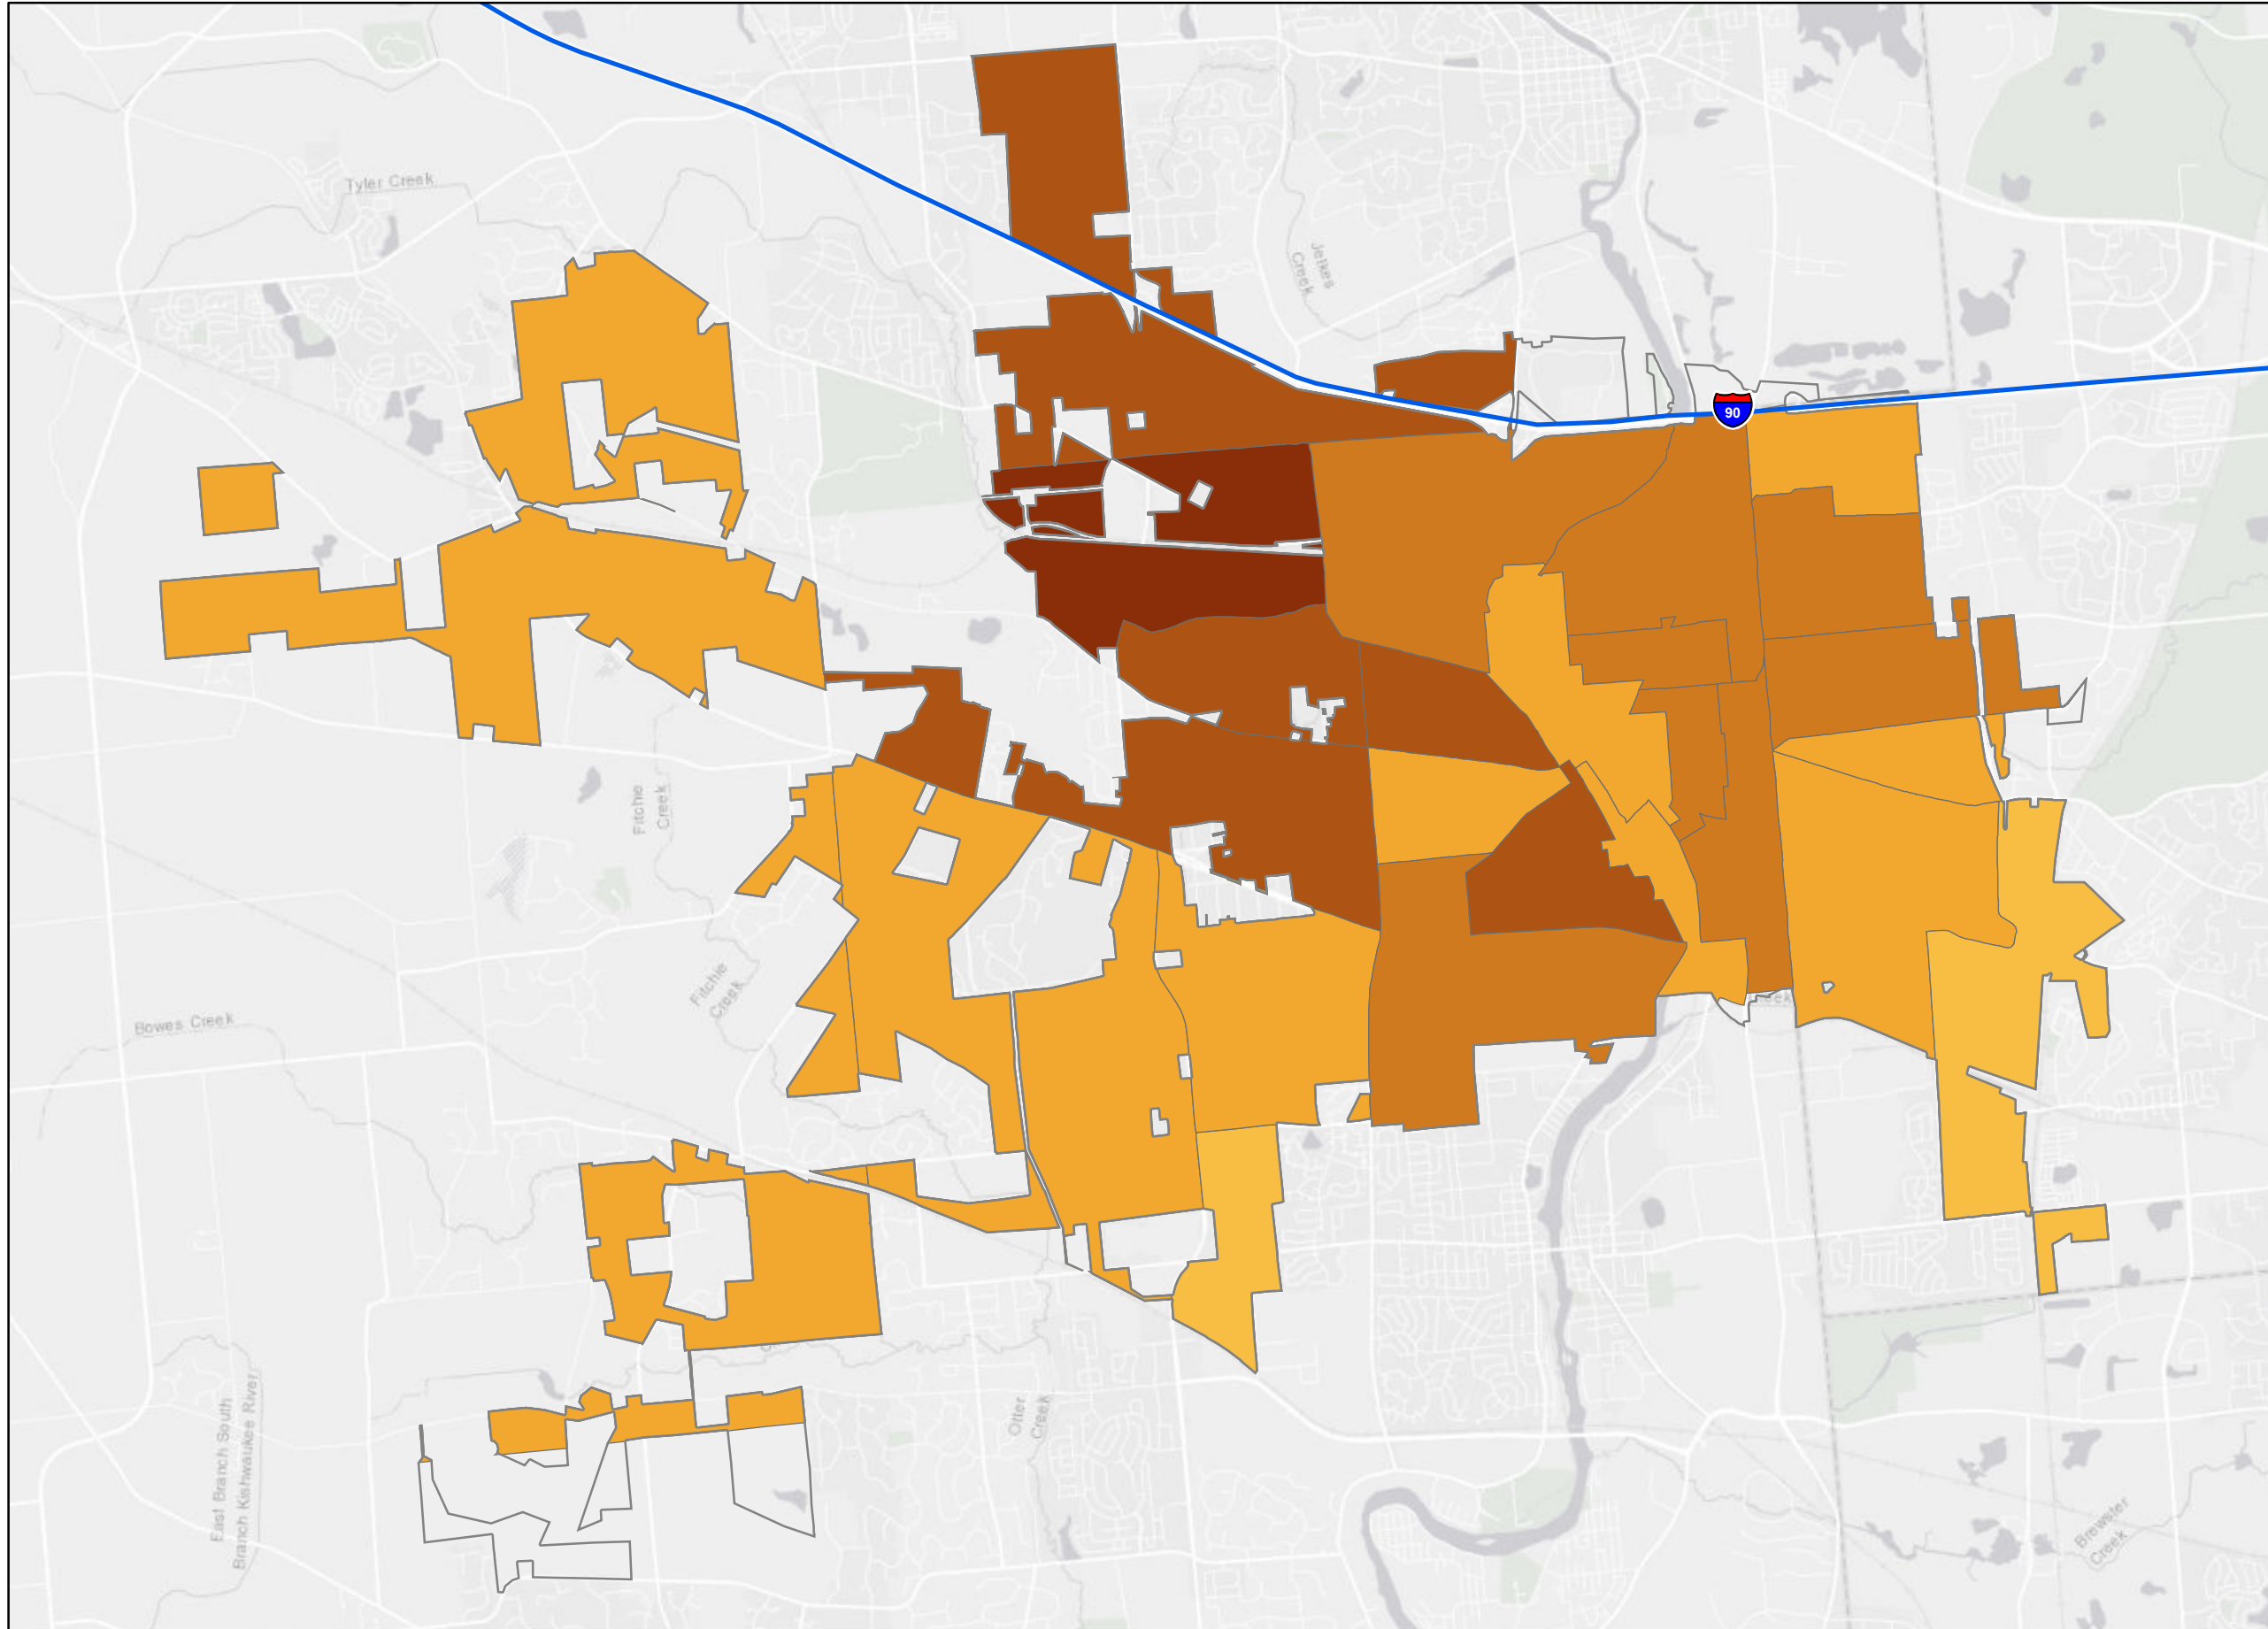 Tyler Creek
Jelkes
Creek
90
Fitchie
Creek
Fitchie
Creek
Bowes Creek
Otter
Creek
East Branch South
Branch Kishwaukee River
Brewster
Creek